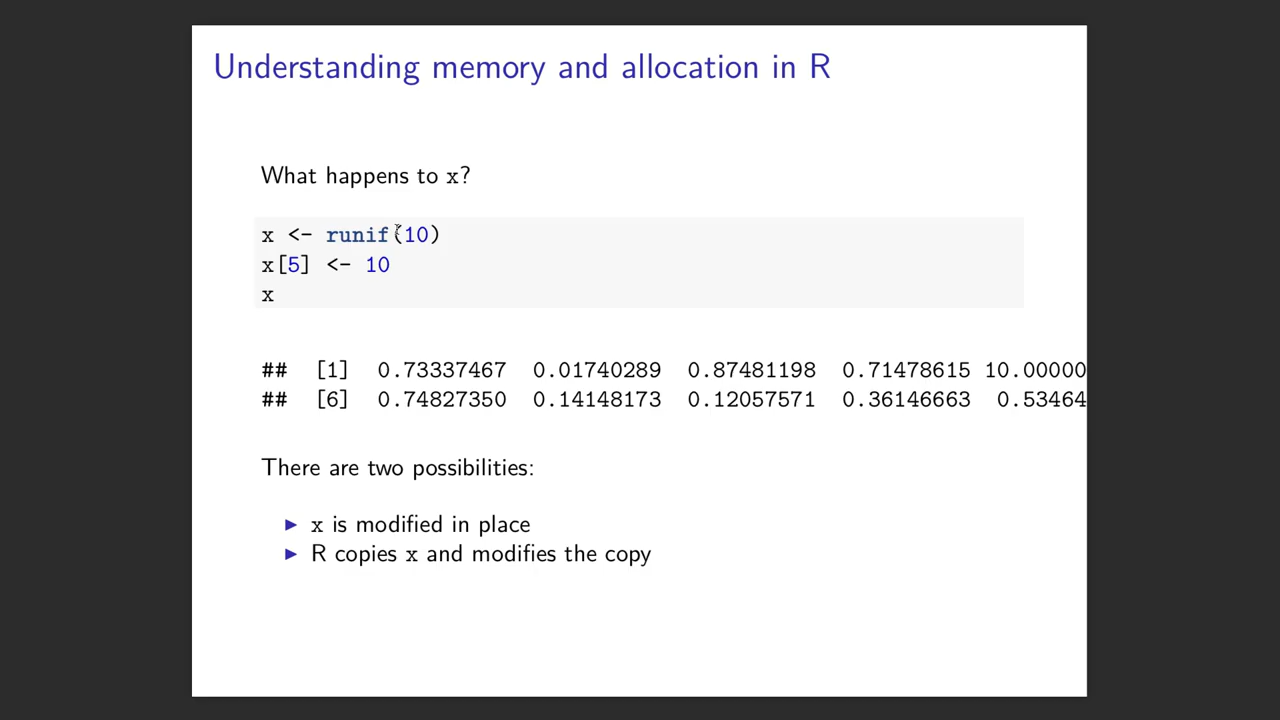 Understanding memory and allocation in R
What happens to x?
x <- runif(10)
x[5] <- 10
x
## [1] 0.73337467 0.01740289 0.87481198 0.71478615 10.00000
## [6] 0.74827350 0.14148173 0.12057571 0.36146663 0.53464
There are two possibilities:
▶ x is modified in place
▶ R copies x and modifies the copy